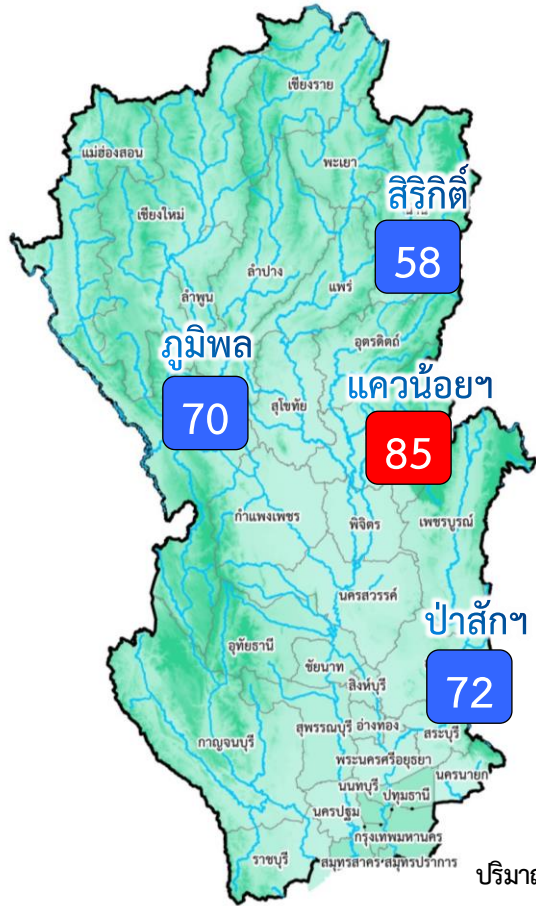 เชียงราย
แม่ฮ่องสอน
พะเยา
สิริกิติ์
เชียงใหม่
58
ลำปาง
แพร่
ลำพูน
อุตรดิตถ์
ภูมิพล
แควน้อยฯ
70
สุโขทัย
85
กำแพงเพชร
พิจิตร
เพชรบูรณ์
นครสวรรค์
ป่าสักฯ
อุทัยธานี
ชัยนาท
สิงห์บุรี
72
สุพรรณบุรี
อ่างทอง
สระบุรี
กาญจนบุรี
พระนครศรีอยุธยา
นครนายก
นนทบุรี
ปทุมธานี
นครปฐม
กรุงเทพมหานคร
ราชบุรี
สมุทรสาคร
สมุทรปราการ